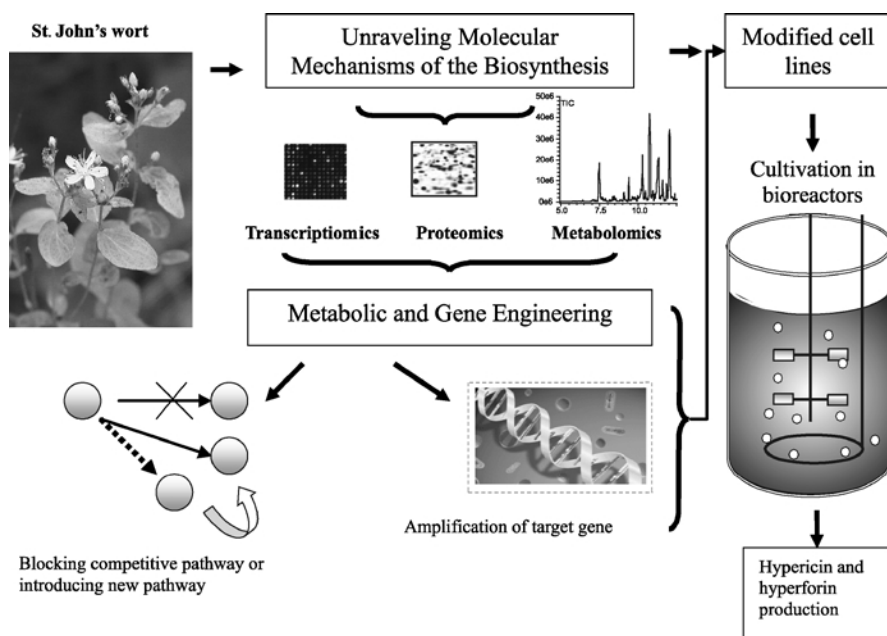 St. John's wort
Unraveling Molecular
Mechanisms of the Biosynthesis
Modified cell
lines
50e6
TIC
40e6
30e6
20e6
10e6
0e6
5.0
7.5
10.0
Transcriptiomics
Proteomics
Metabolomics
Cultivation in
bioreactors
Metabolic and Gene Engineering
Amplification of target gene
Blocking competitive pathway or
introducing new pathway
Hypericin and
hyperforin
production